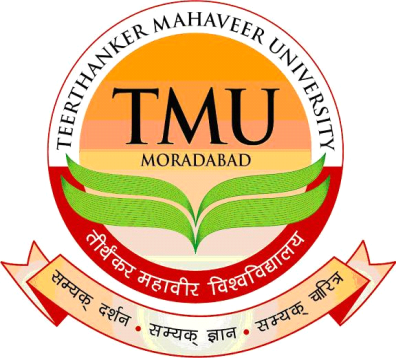 TEERTHANKER MAHAVEER UNIVERSITY
TMU
MORADABAD
तीर्थंकर महावीर विश्वविद्यालय
सम्यक् दर्शन • सम्यक् ज्ञान • सम्यक् चारित्र